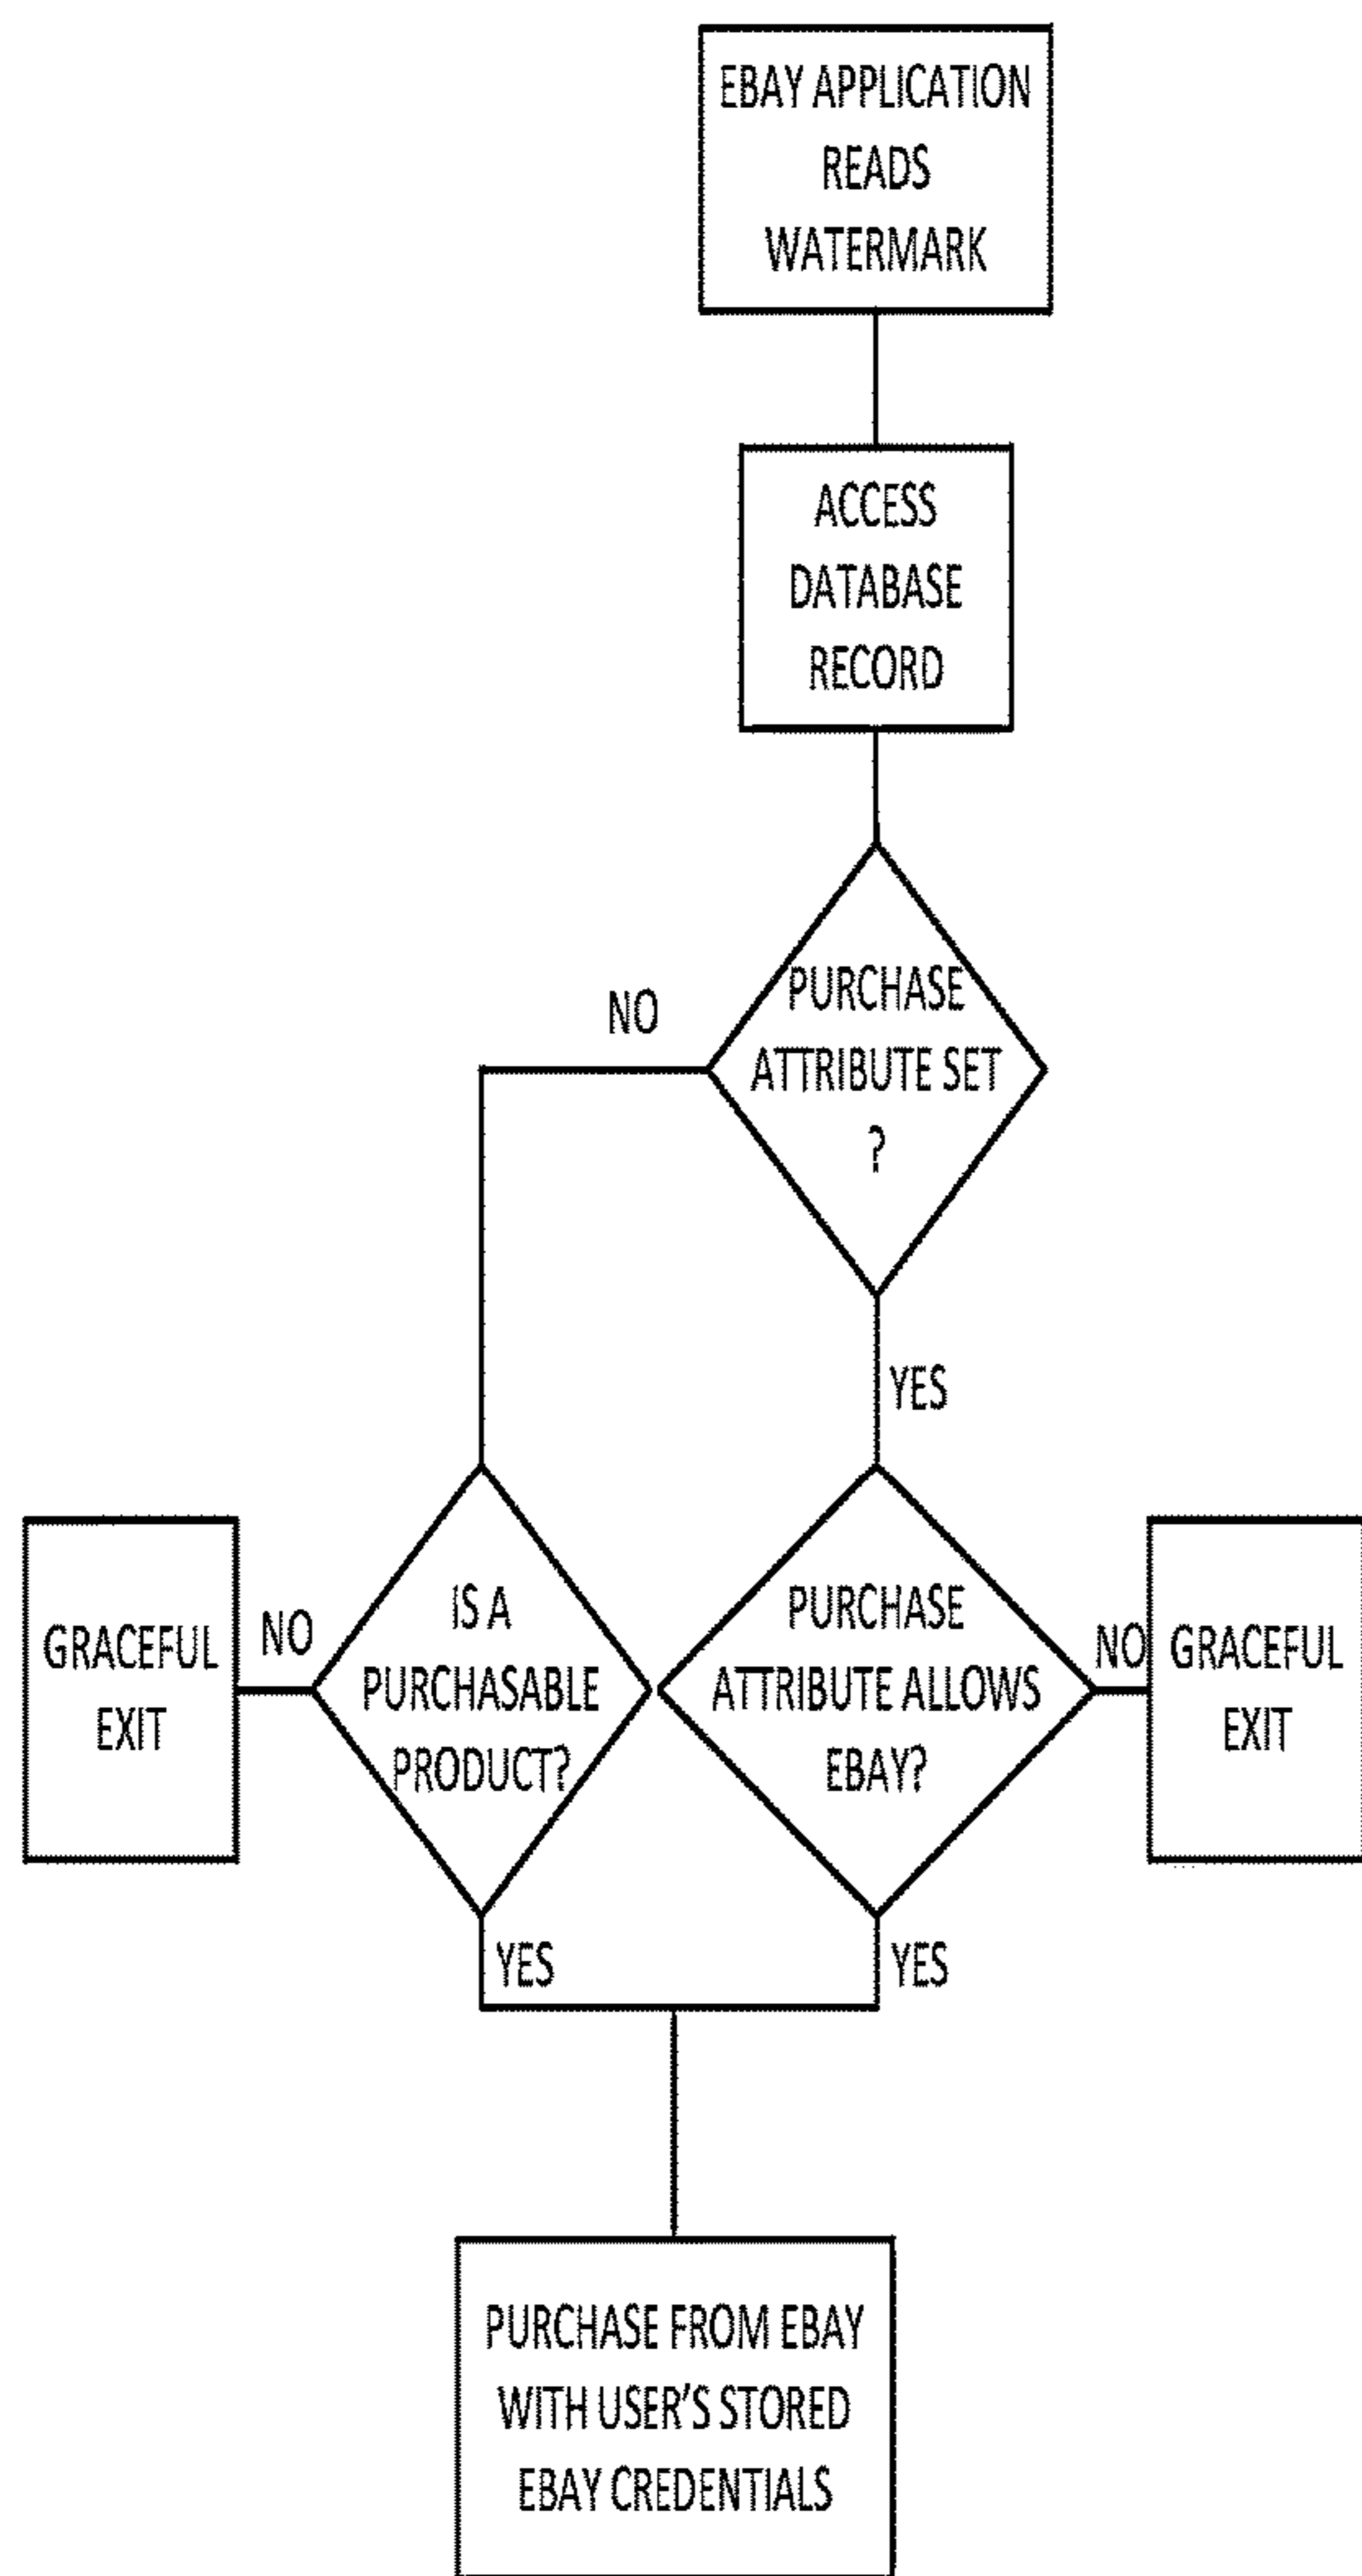 EBAY APPLICATION
READS
WATERMARK
ACCESS
DATABASE
RECORD
PURCHASE
ATTRIBUTE SET
?
NO
YES
GRACEFUL
EXIT
NO
IS A
PURCHASABLE
PRODUCT?
PURCHASE
ATTRIBUTE ALLOWS
EBAY?
NO
GRACEFUL
EXIT
YES
YES
PURCHASE FROM EBAY
WITH USER'S STORED
EBAY CREDENTIALS